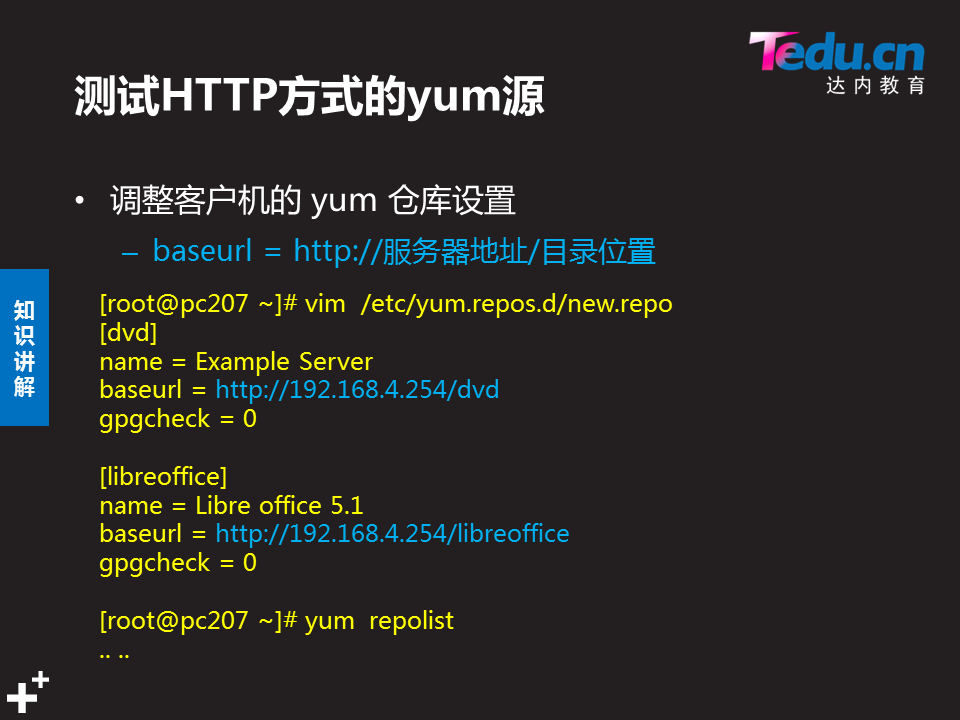 Tedu.cn
达内教育
测试HTTP方式的yum源
• 调整客户机的 yum 仓库设置
– baseurl = http://服务器地址/目录位置
知识讲解
[root@pc207 ~]# vim  /etc/yum.repos.d/new.repo
[dvd]
name = Example Server
baseurl = http://192.168.4.254/dvd
gpgcheck = 0
[libreoffice]
name = Libre office 5.1
baseurl = http://192.168.4.254/libreoffice
gpgcheck = 0
[root@pc207 ~]# yum  repolist
.. ..